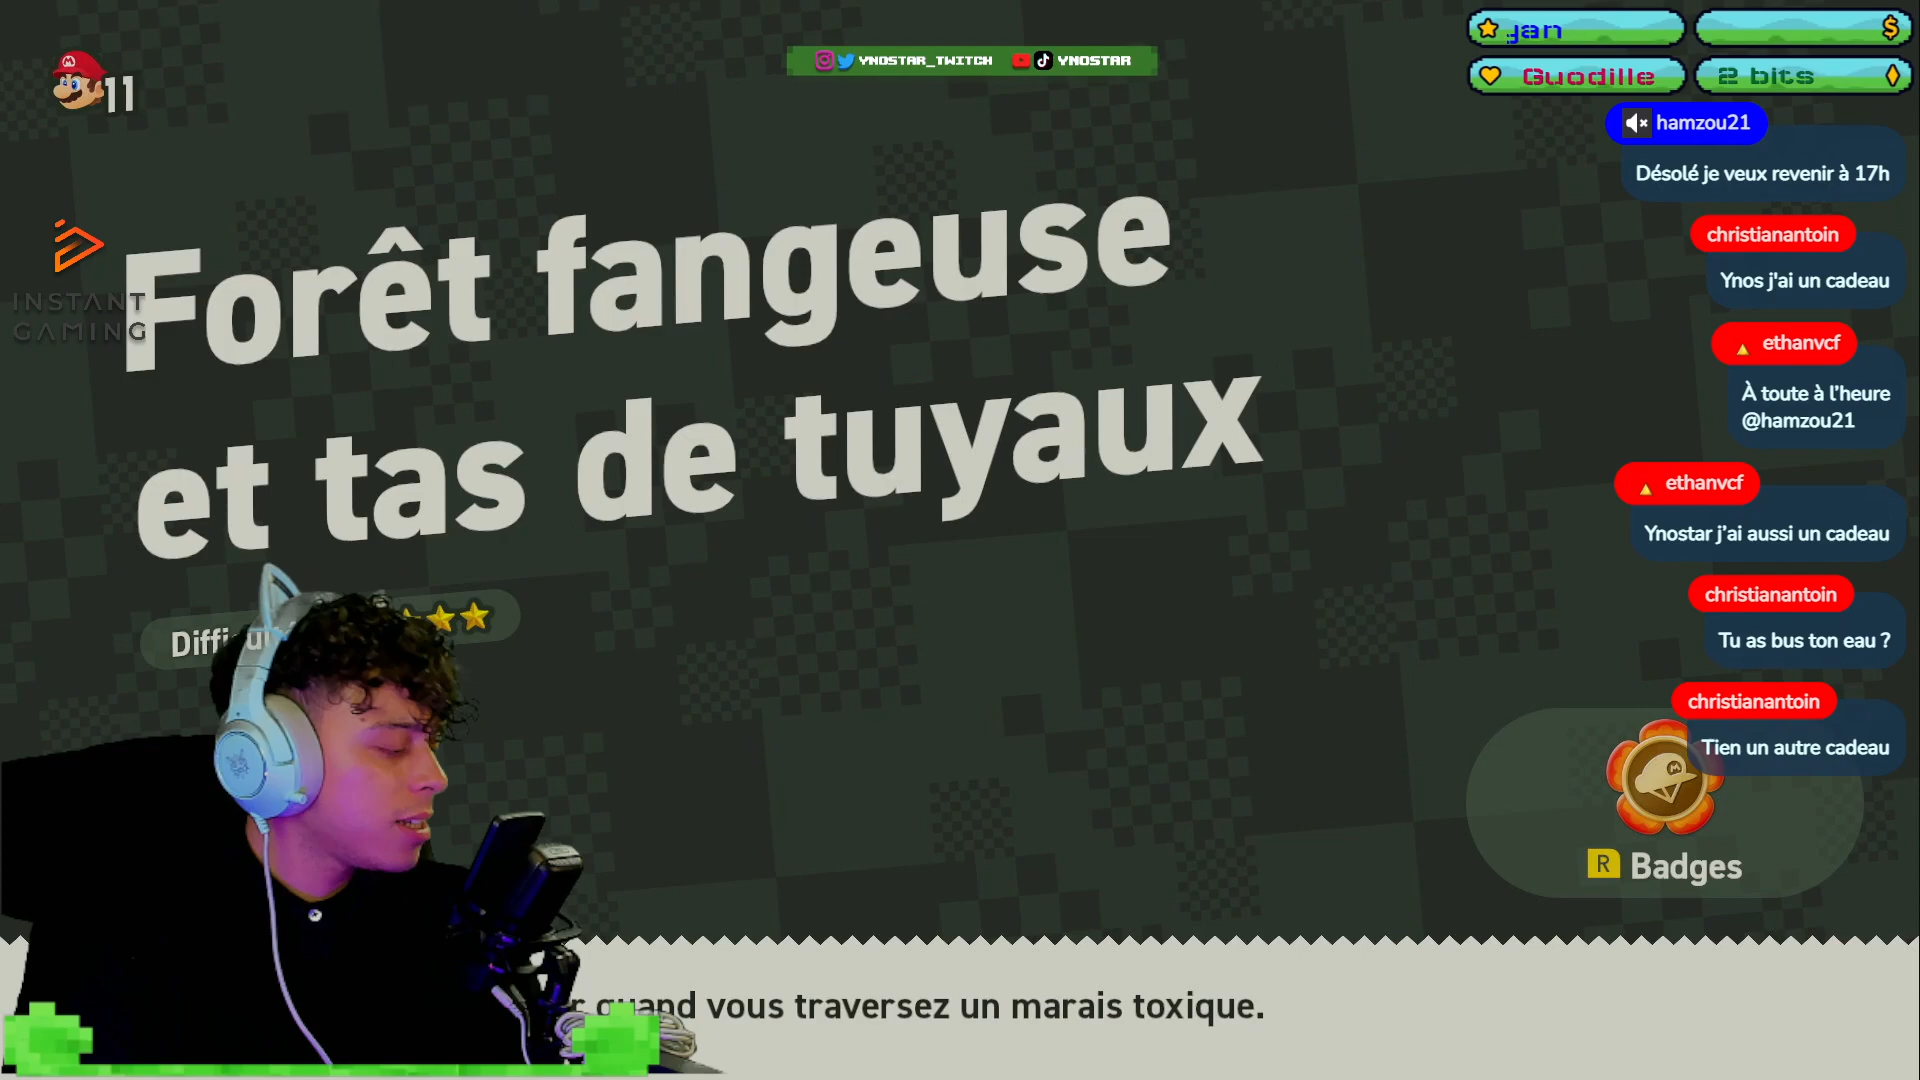 11
YNOSTAR_TWITCH YNOSTAR
jan
Guodille
2 bits
hamzou21
Désolé je veux revenir à 17h
christianantoin
Ynos j'ai un cadeau
ethanvcf
À toute à l'heure
@hamzou21
ethanvcf
Ynostar j'ai aussi un cadeau
christianantoin
Tu as bus ton eau ?
christianantoin
Tien un autre cadeau
INSTANT
GAMING
Forêt fangeuse
et tas de tuyaux
R Badges
quand vous traversez un marais toxique.